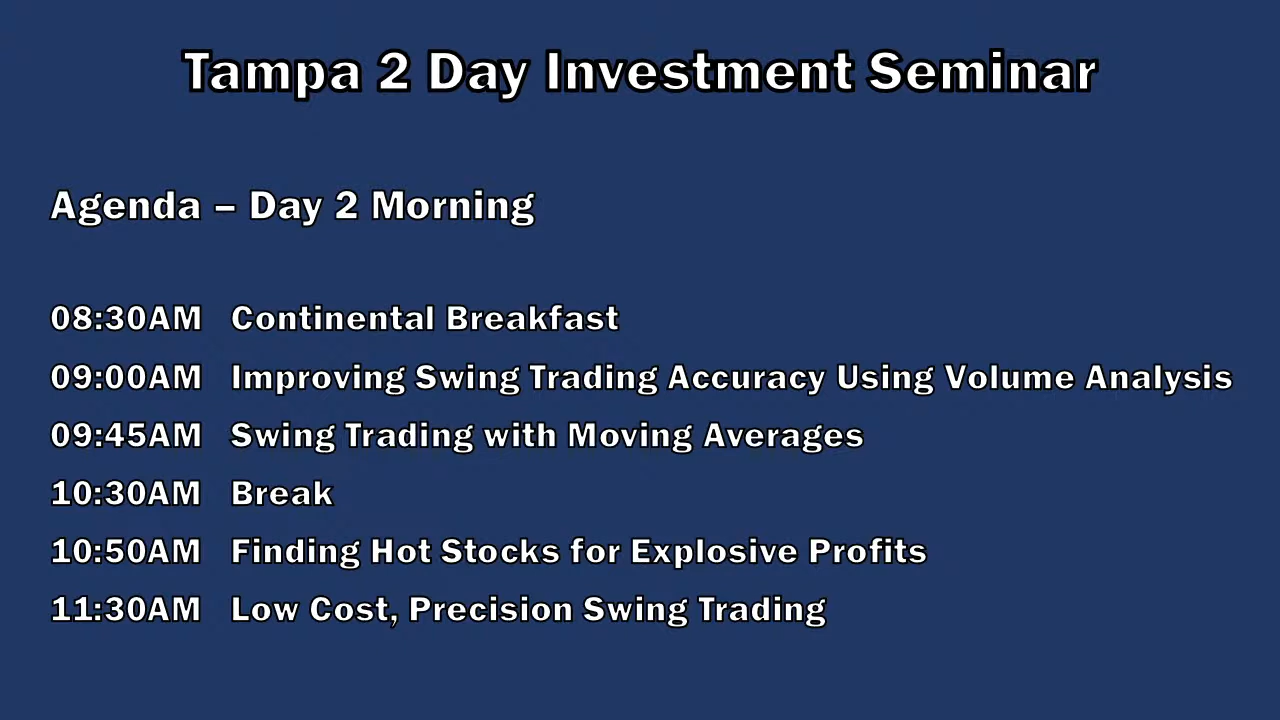 Tampa 2 Day Investment Seminar
Agenda – Day 2 Morning
08:30AM Continental Breakfast
09:00AM Improving Swing Trading Accuracy Using Volume Analysis
09:45AM Swing Trading with Moving Averages
10:30AM Break
10:50AM Finding Hot Stocks for Explosive Profits
11:30AM Low Cost, Precision Swing Trading